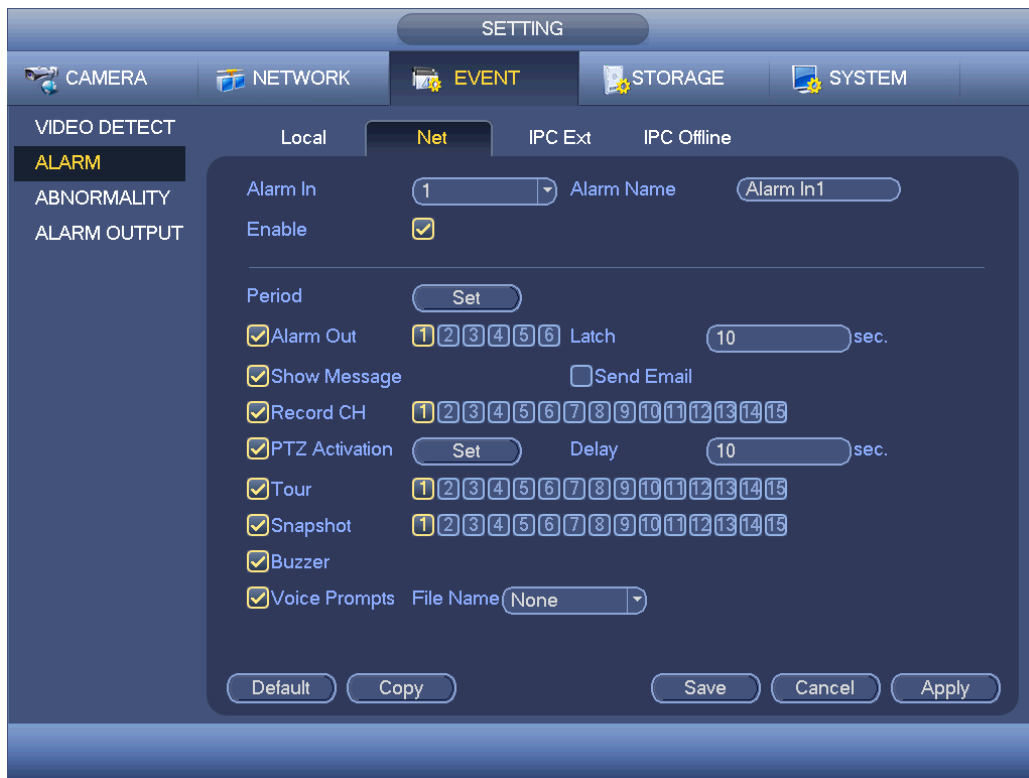 SETTING
CAMERA NETWORK EVENT STORAGE SYSTEM
VIDEO DETECT
ALARM
ABNORMALITY
ALARM OUTPUT
Local Net IPC Ext IPC Offline
Alarm In 1 Alarm Name Alarm In1
Enable
Period Set
Alarm Out 1 2 3 4 5 6 Latch 10 sec.
Show Message Send Email
Record CH 1 2 3 4 5 6 7 8 9 10 11 12 13 14 15
PTZ Activation Set Delay 10 sec.
Tour 1 2 3 4 5 6 7 8 9 10 11 12 13 14 15
Snapshot 1 2 3 4 5 6 7 8 9 10 11 12 13 14 15
Buzzer
Voice Prompts File Name None
Default Copy Save Cancel Apply